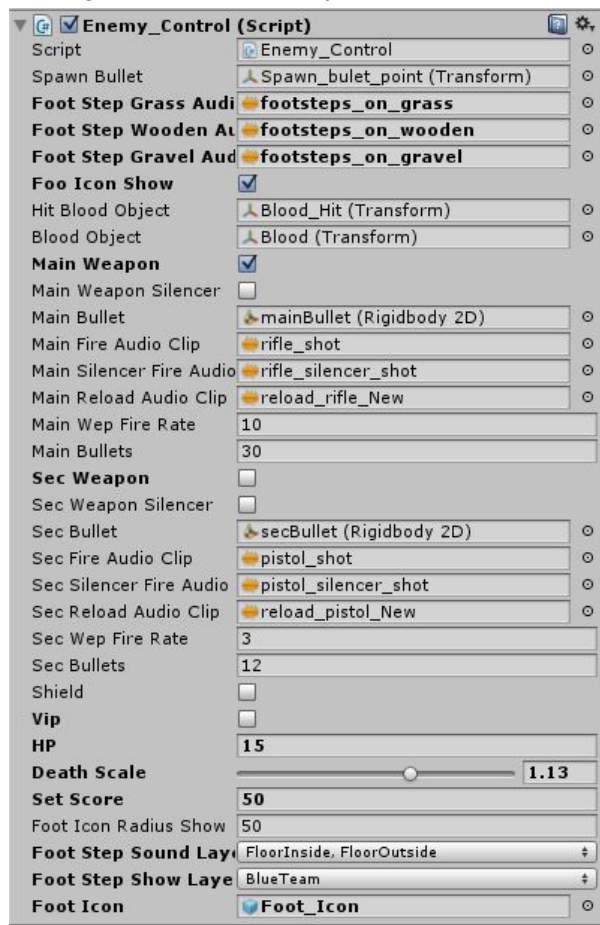 Enemy_Control (Script)
Script Enemy_Control
Spawn Bullet Spawn_bulet_point (Transform)
Foot Step Grass Audi footsteps_on_grass
Foot Step Wooden Au footsteps_on_wooden
Foot Step Gravel Aud footsteps_on_gravel
Foo Icon Show
Hit Blood Object Blood_Hit (Transform)
Blood Object Blood (Transform)
Main Weapon
Main Weapon Silencer
Main Bullet mainBullet (Rigidbody 2D)
Main Fire Audio Clip rifle_shot
Main Silencer Fire Audio rifle_silencer_shot
Main Reload Audio Clip reload_rifle_New
Main Wep Fire Rate 10
Main Bullets 30
Sec Weapon
Sec Weapon Silencer
Sec Bullet secBullet (Rigidbody 2D)
Sec Fire Audio Clip pistol_shot
Sec Silencer Fire Audio pistol_silencer_shot
Sec Reload Audio Clip reload_pistol_New
Sec Wep Fire Rate 3
Sec Bullets 12
Shield
Vip
HP 15
Death Scale 1.13
Set Score 50
Foot Icon Radius Show 50
Foot Step Sound Lay FloorInside, FloorOutside
Foot Step Show Laye BlueTeam
Foot Icon Foot_Icon